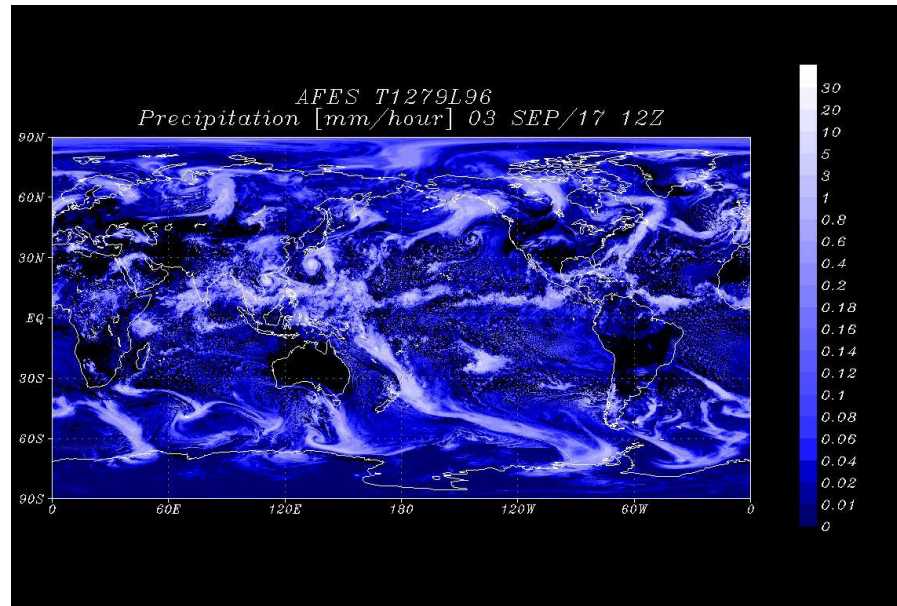 AFES T1279L96
Precipitation [mm/hour] 03 SEP/17 12Z
90N
60N
30N
EQ
30S
60S
90S
0
60E
120E
180
120W
60W
0
30
20
10
5
3
1
0.8
0.6
0.4
0.2
0.18
0.16
0.14
0.12
0.1
0.08
0.06
0.04
0.02
0.01
0